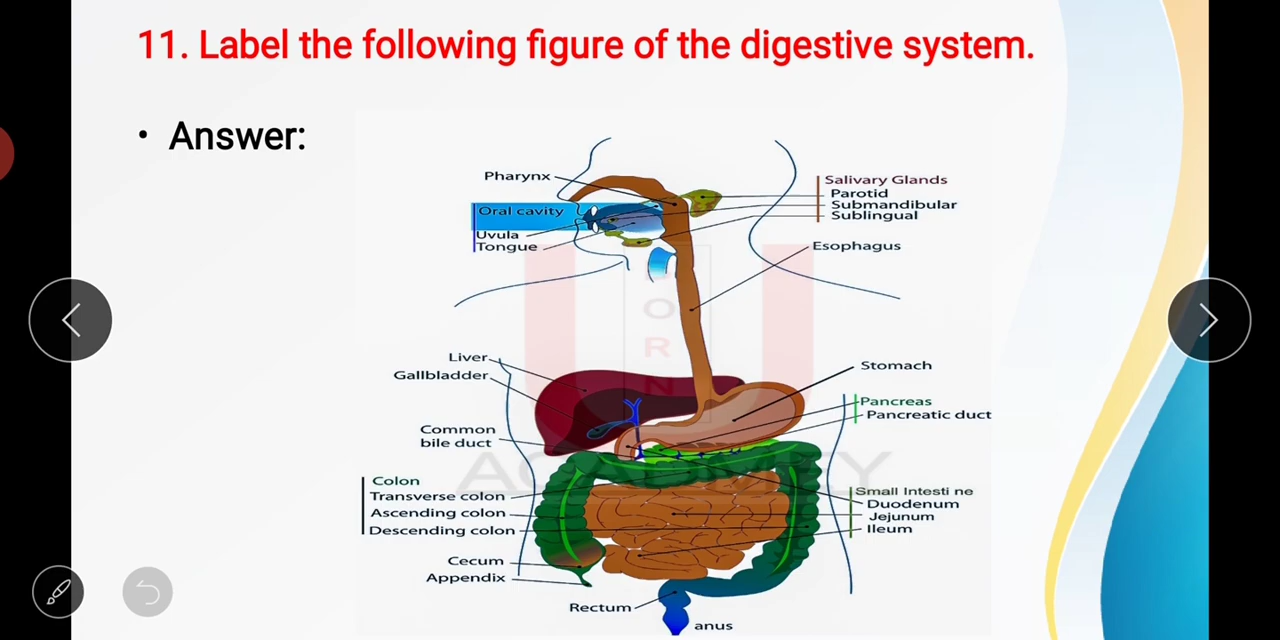 11. Label the following figure of the digestive system.
• Answer:
Pharynx
Oral cavity
Uvula
Tongue
Salivary Glands
Parotid
Submandibular
Sublingual
Esophagus
Liver
Gallbladder
Common
bile duct
Stomach
Pancreas
Pancreatic duct
Colon
Transverse colon
Ascending colon
Descending colon
Small Intesti ne
Duodenum
Jejunum
Ileum
Cecum
Appendix
Rectum
anus
ORN